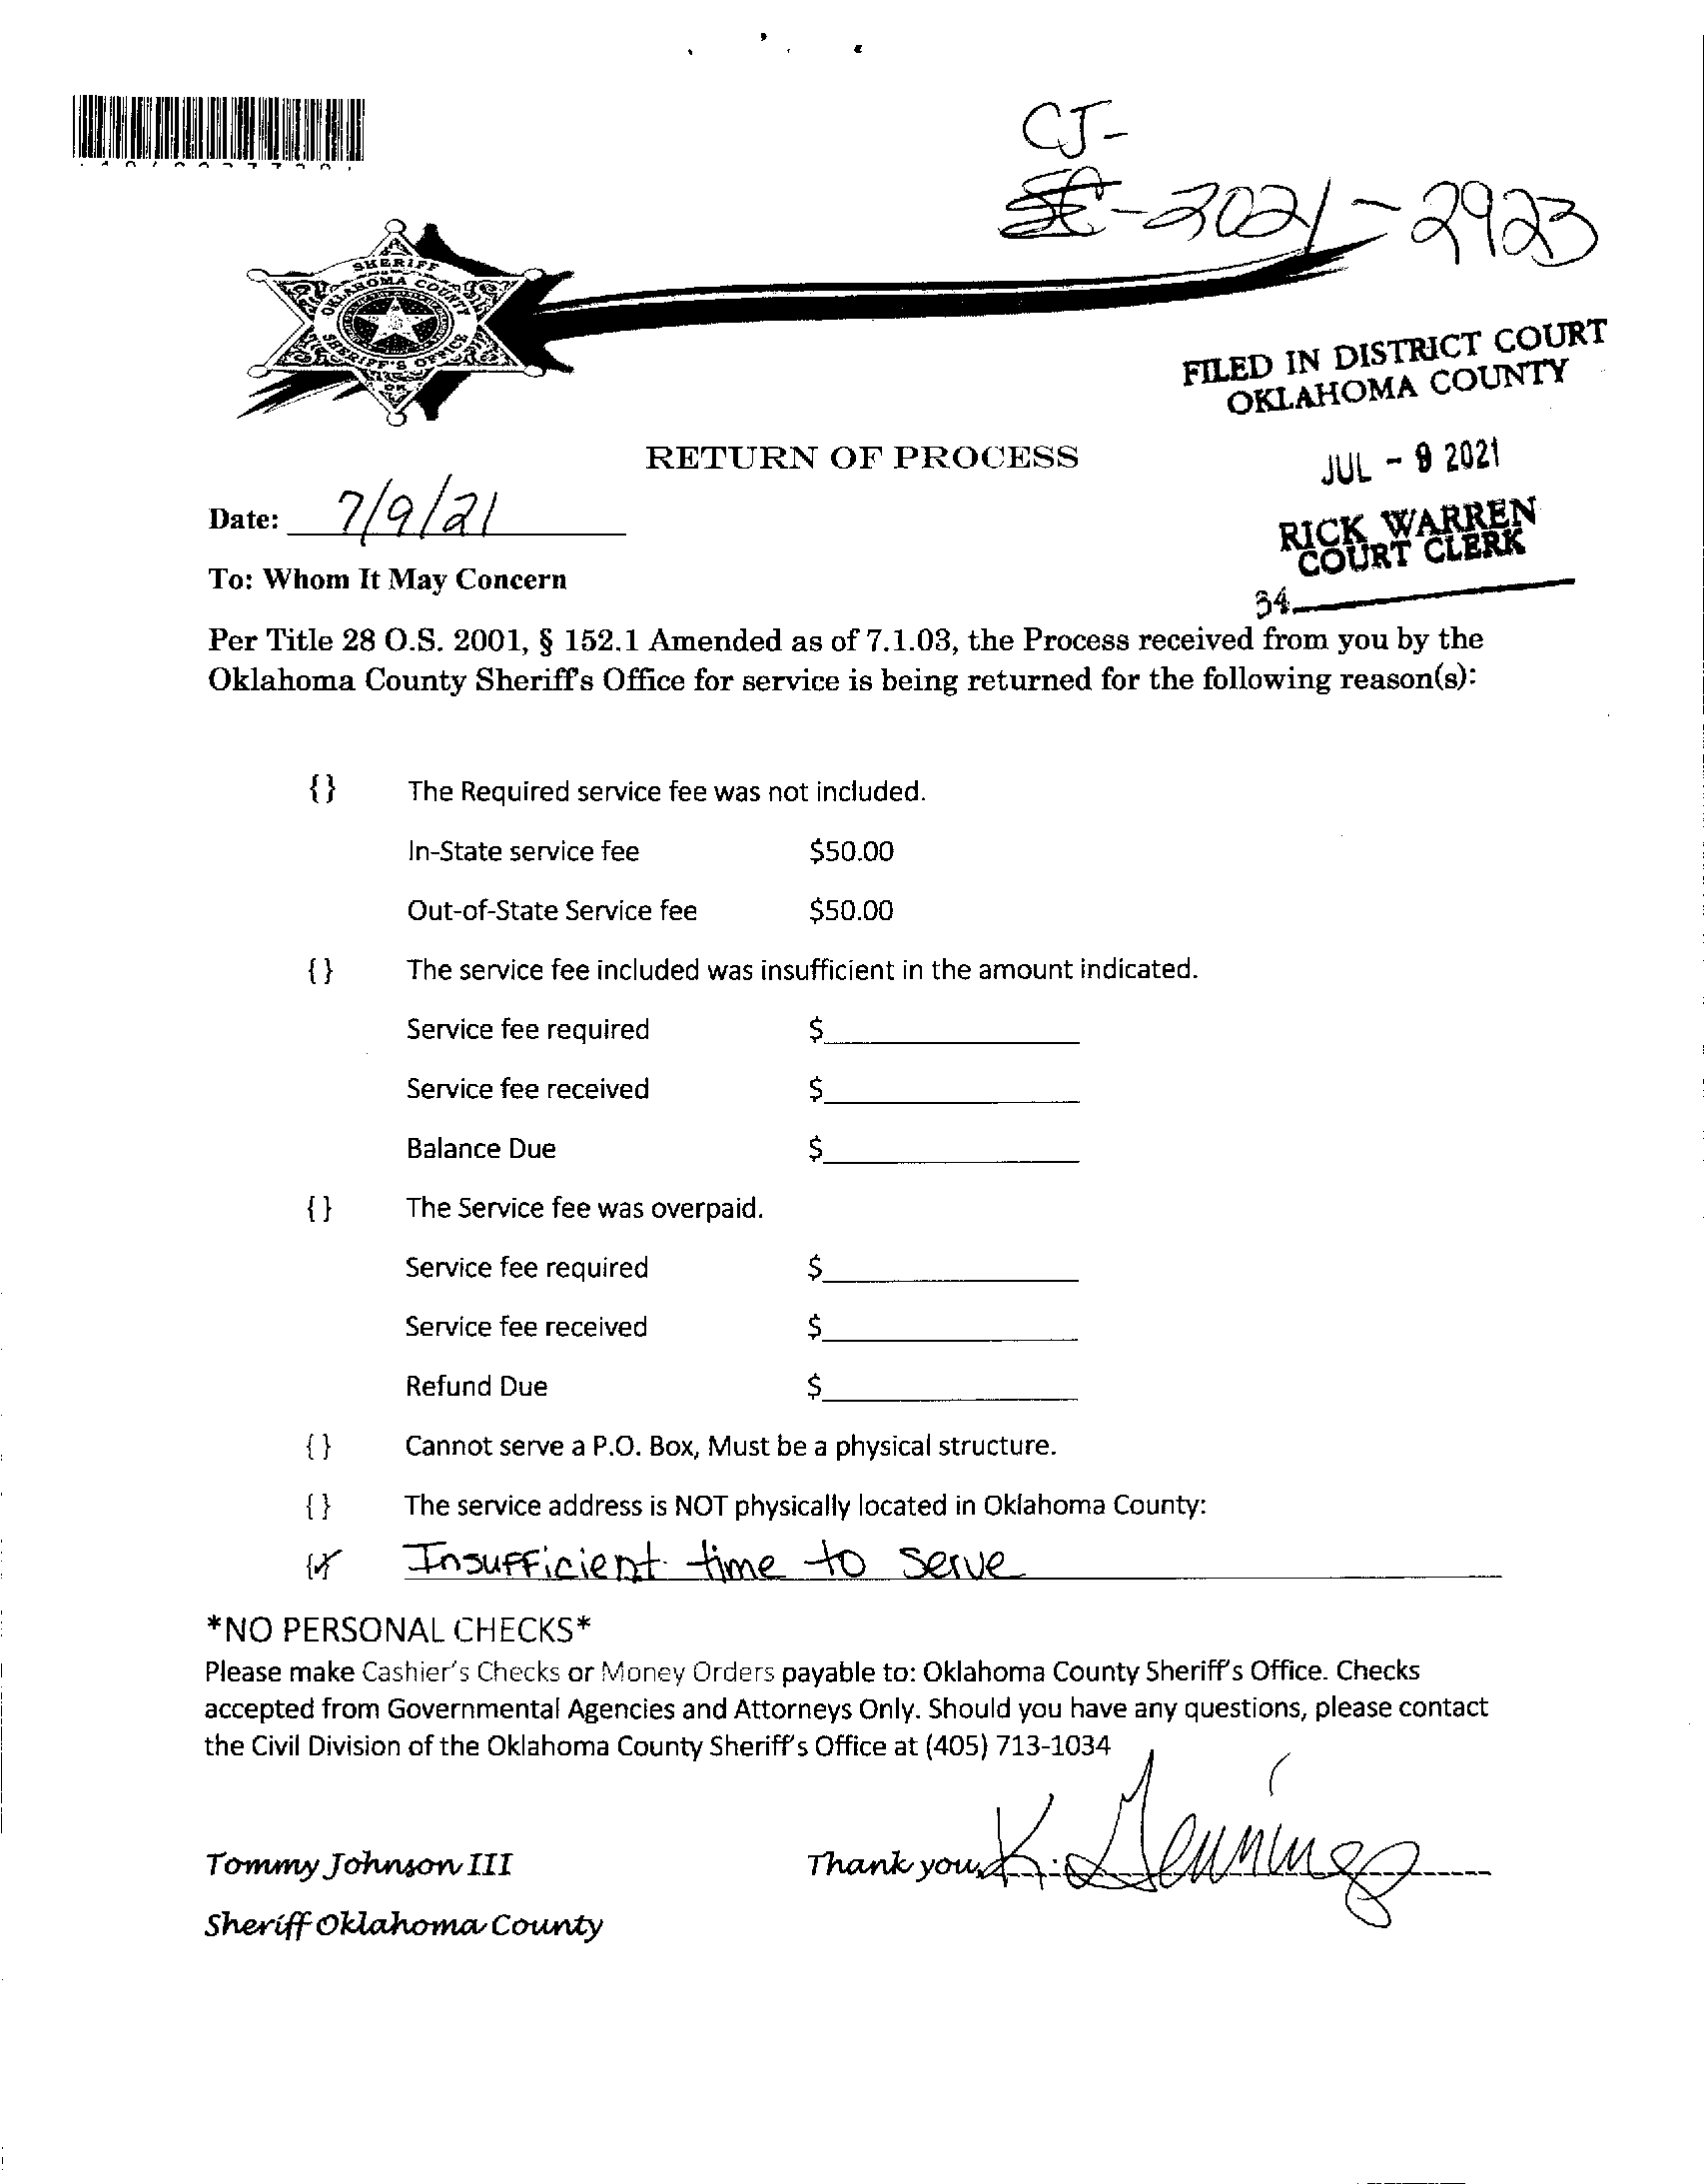 CJ-
SC-2021-2923
SHERIFF
OKLAHOMA COUNTY
SHERIFF'S OFFICE
OK
FILED IN DISTRICT COURT
OKLAHOMA COUNTY
RETURN OF PROCESS
JUL - 9 2021
Date: 7/9/21
RICK WARREN
COURT CLERK
To: Whom It May Concern
34
Per Title 28 O.S. 2001, § 152.1 Amended as of 7.1.03, the Process received from you by the
Oklahoma County Sheriff's Office for service is being returned for the following reason(s):
{ } The Required service fee was not included.
In-State service fee $50.00
Out-of-State Service fee $50.00
{ } The service fee included was insufficient in the amount indicated.
Service fee required $
Service fee received $
Balance Due $
{ } The Service fee was overpaid.
Service fee required $
Service fee received $
Refund Due $
{ } Cannot serve a P.O. Box, Must be a physical structure.
{ } The service address is NOT physically located in Oklahoma County:
{✓} Insufficient time to serve
*NO PERSONAL CHECKS*
Please make Cashier's Checks or Money Orders payable to: Oklahoma County Sheriff's Office. Checks
accepted from Governmental Agencies and Attorneys Only. Should you have any questions, please contact
the Civil Division of the Oklahoma County Sheriff's Office at (405) 713-1034
Tommy Johnson III Thank you, K.
Sheriff Oklahoma County